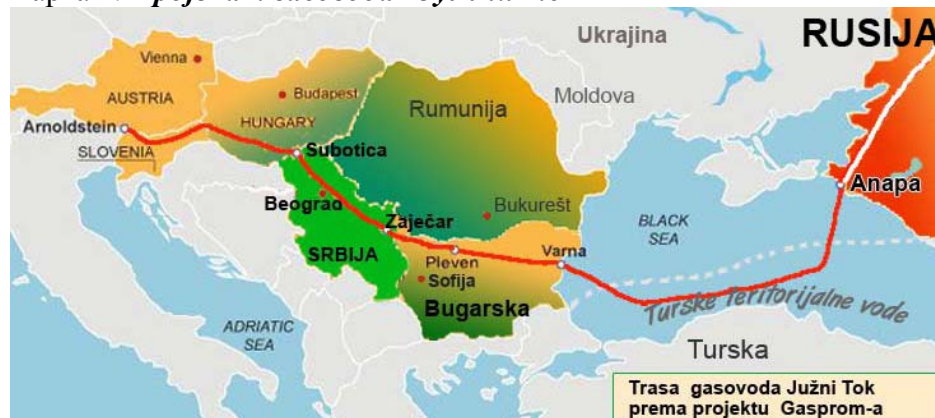 Ukrajina
RUSIJA
Vienna
AUSTRIA
Budapest
HUNGARY
Rumunija
Moldova
Arnoldstein
SLOVENIA
Subotica
Anapa
Beograd
Bukurešt
Zaječar
BLACK
SEA
SRBIJA
Varna
Pleven
Sofija
Bugarska
Turske Teritorijalne vode
ADRIATIC
SEA
Turska
Trasa gasovoda Južni Tok
prema projektu Gasprom-a